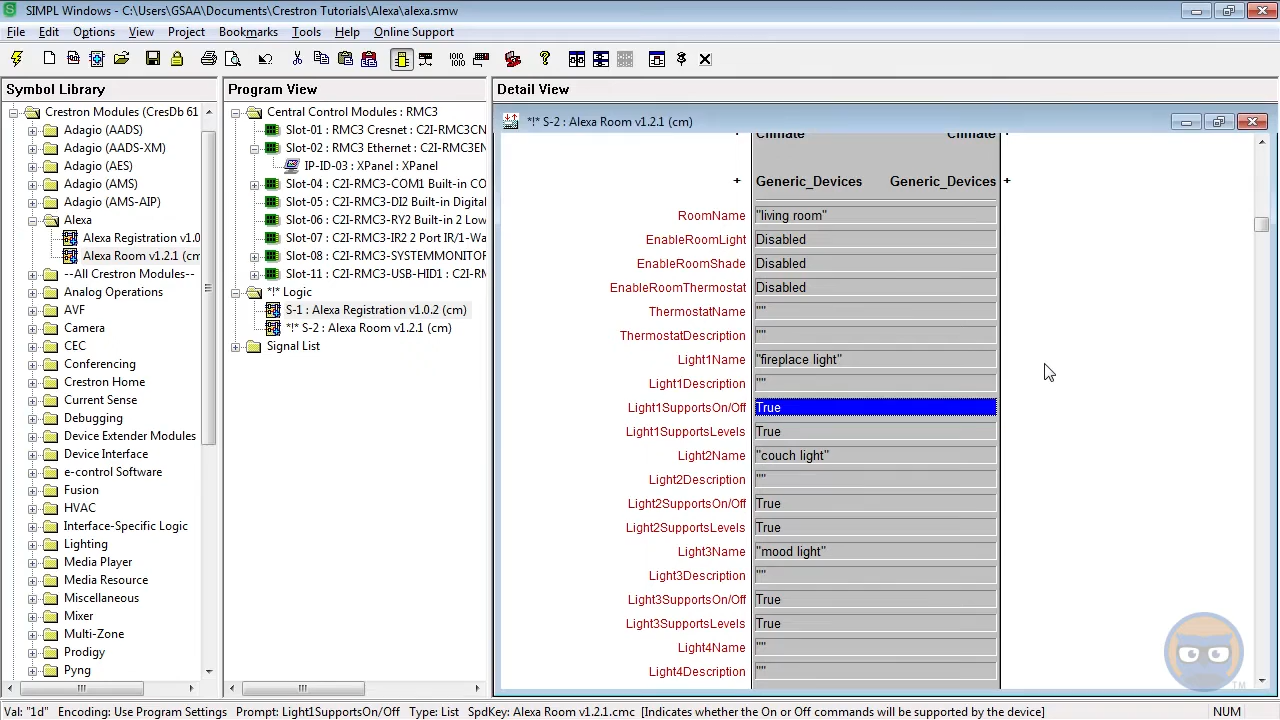 SIMPL Windows - C:\Users\GSAA\Documents\Crestron Tutorials\Alexa\alexa.smw
File Edit Options View Project Bookmarks Tools Help Online Support
Symbol Library
Crestron Modules (CresDb 61
Adagio (AADS)
Adagio (AADS-XM)
Adagio (AES)
Adagio (AMS)
Adagio (AMS-AIP)
Alexa
Alexa Registration v1.0
Alexa Room v1.2.1 (cm
--All Crestron Modules--
Analog Operations
AVF
Camera
CEC
Conferencing
Crestron Home
Current Sense
Debugging
Device Extender Modules
Device Interface
e-control Software
Fusion
HVAC
Interface-Specific Logic
Lighting
Media Player
Media Resource
Miscellaneous
Mixer
Multi-Zone
Prodigy
Pyng
Program View
Central Control Modules : RMC3
Slot-01 : RMC3 Cresnet : C2I-RMC3CN
Slot-02 : RMC3 Ethernet : C2I-RMC3EN
IP-ID-03 : XPanel : XPanel
Slot-04 : C2I-RMC3-COM1 Built-in CO
Slot-05 : C2I-RMC3-DI2 Built-in Digital
Slot-06 : C2I-RMC3-RY2 Built-in 2 Low
Slot-07 : C2I-RMC3-IR2 2 Port IR/1-Wa
Slot-08 : C2I-RMC3-SYSTEMMONITOR
Slot-11 : C2I-RMC3-USB-HID1 : C2I-RM
*!* Logic
S-1 : Alexa Registration v1.0.2 (cm)
*!* S-2 : Alexa Room v1.2.1 (cm)
Signal List
Detail View
*!* S-2 : Alexa Room v1.2.1 (cm)
Climate Climate
+ Generic_Devices Generic_Devices +
RoomName "living room"
EnableRoomLight Disabled
EnableRoomShade Disabled
EnableRoomThermostat Disabled
ThermostatName ""
ThermostatDescription ""
Light1Name "fireplace light"
Light1Description ""
Light1SupportsOn/Off True
Light1SupportsLevels True
Light2Name "couch light"
Light2Description ""
Light2SupportsOn/Off True
Light2SupportsLevels True
Light3Name "mood light"
Light3Description ""
Light3SupportsOn/Off True
Light3SupportsLevels True
Light4Name ""
Light4Description ""
TM
Val: "1d" Encoding: Use Program Settings Prompt: Light1SupportsOn/Off Type: List SpdKey: Alexa Room v1.2.1.cmc [Indicates whether the On or Off commands will be supported by the device] NUM